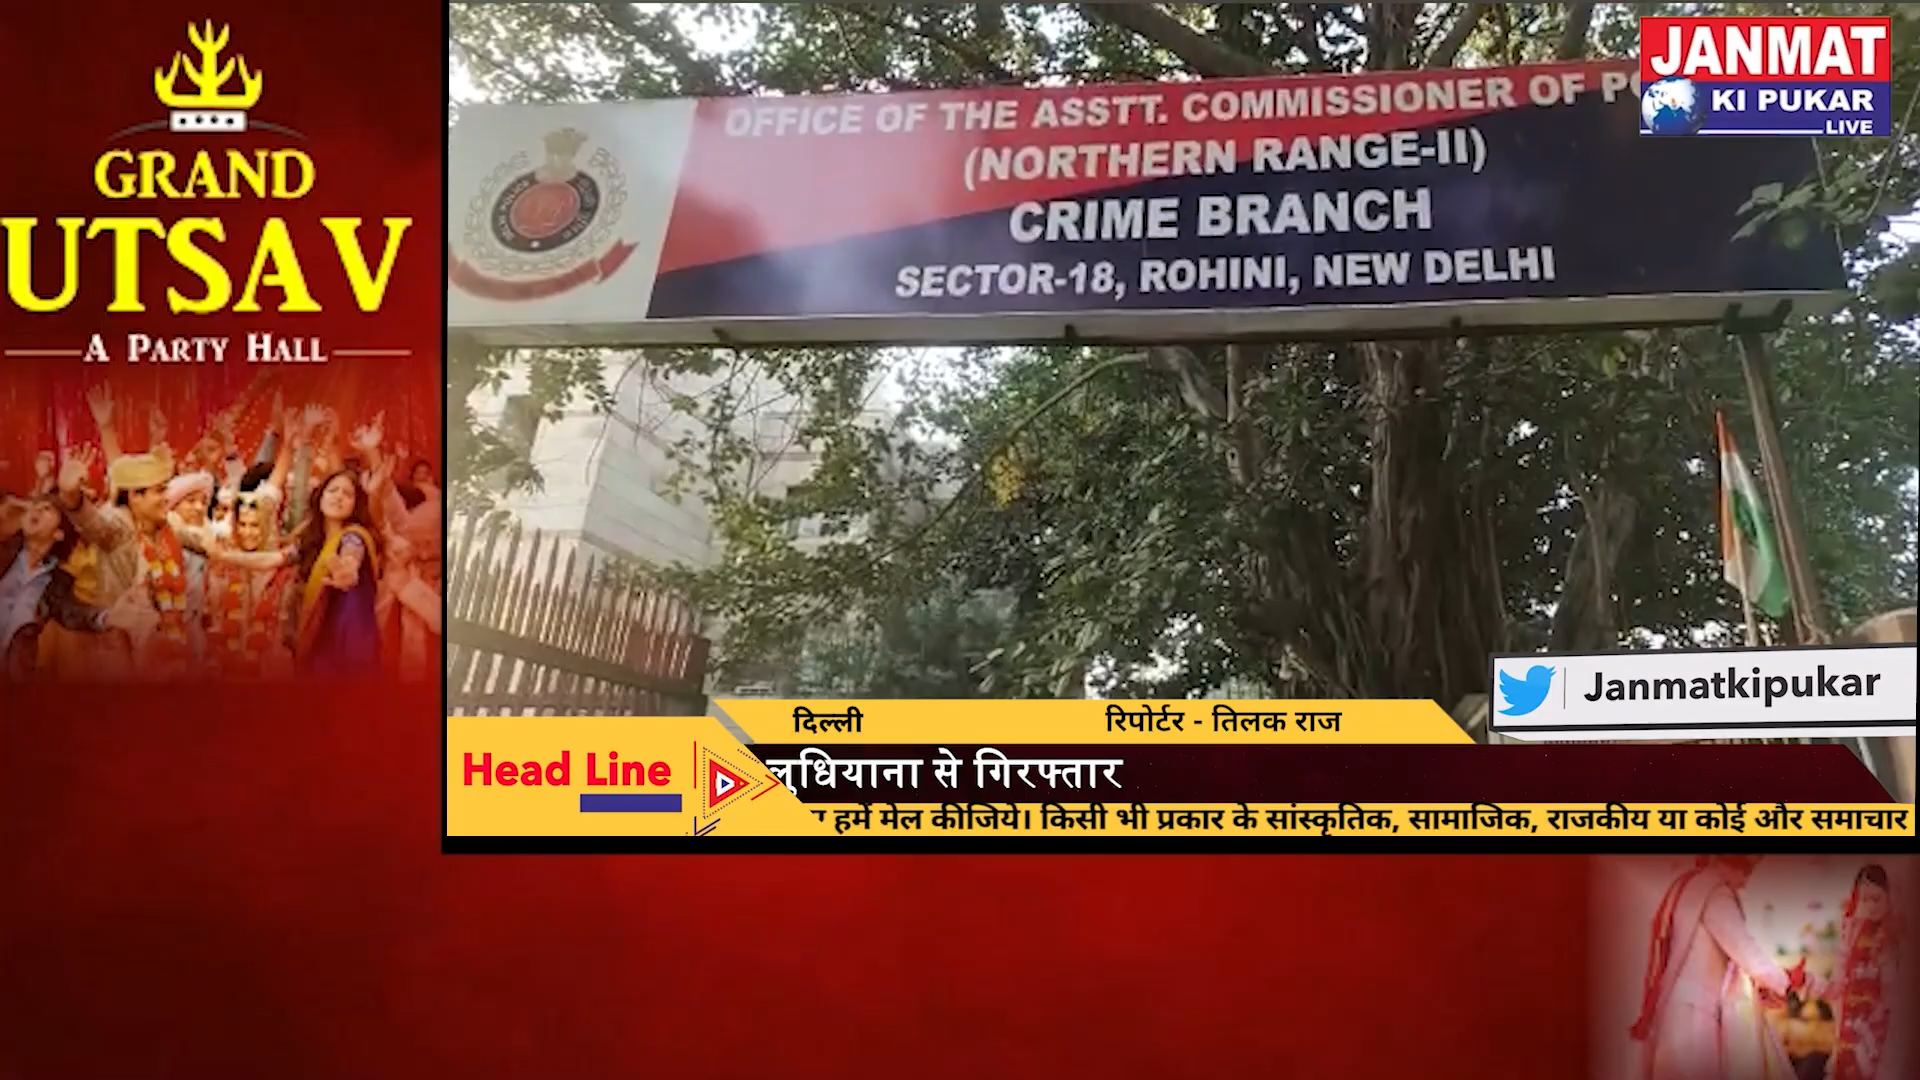 GRAND
UTSAV
A PARTY HALL
OFFICE OF THE ASSTT. COMMISSIONER OF
(NORTHERN RANGE-II)
CRIME BRANCH
SECTOR-18, ROHINI, NEW DELHI
JANMAT
KI PUKAR
LIVE
Janmatkipukar
दिल्ली
रिपोर्टर - तिलक राज
Head Line
लुधियाना से गिरफ्तार
हमें मेल कीजिये। किसी भी प्रकार के सांस्कृतिक, सामाजिक, राजकीय या कोई और समाचार